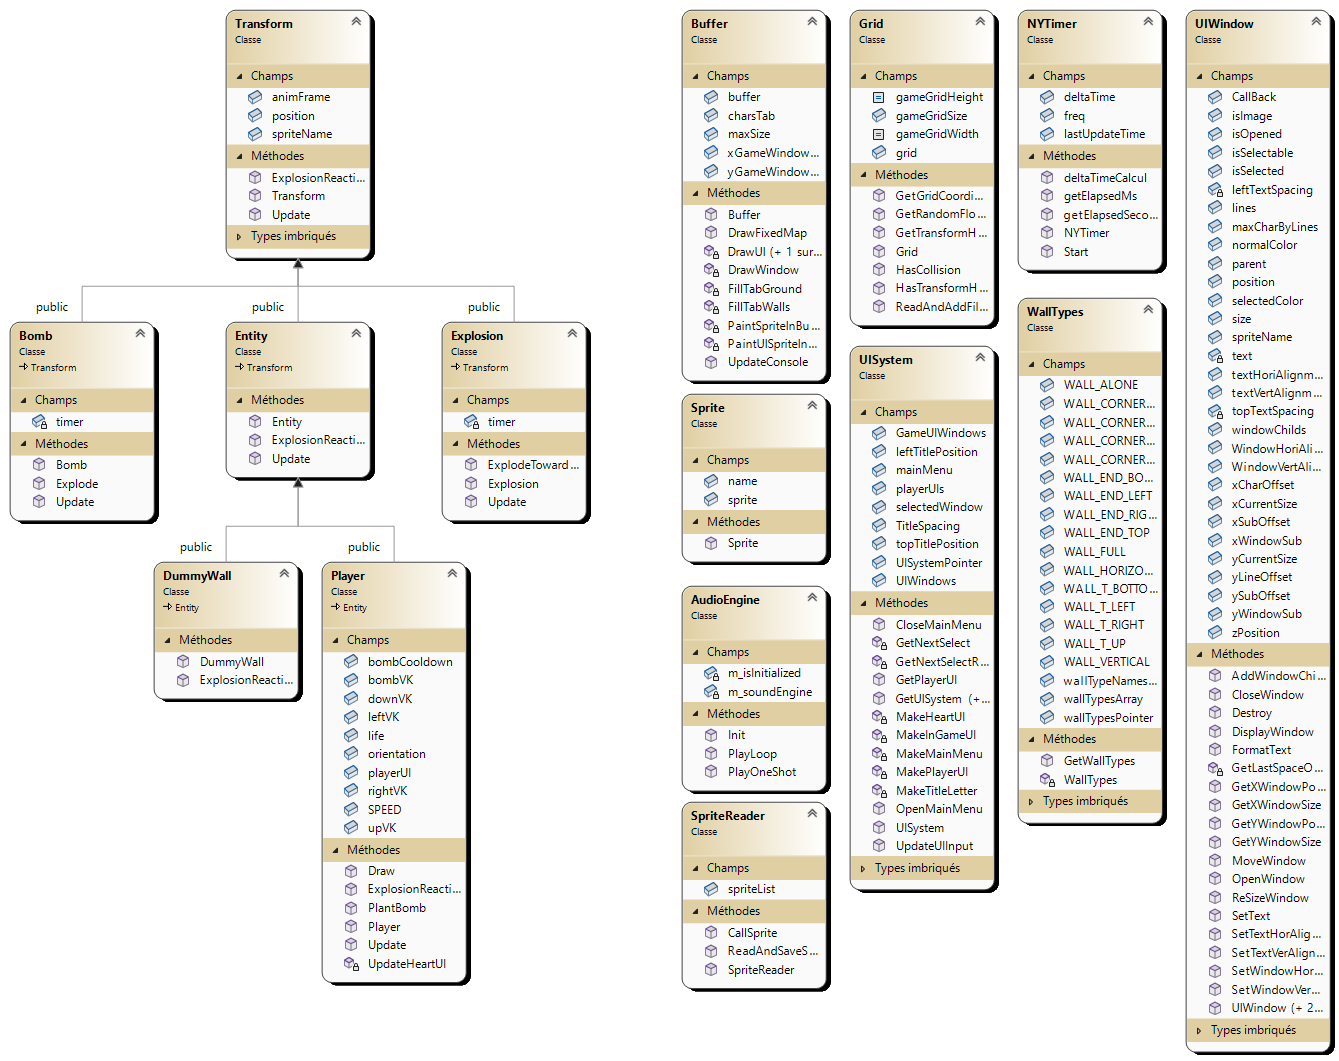 Transform
Classe
Champs
animFrame
position
spriteName
Méthodes
ExplosionReacti...
Transform
Update
Types imbriqués
public
public
public
Bomb
Classe
Transform
Champs
timer
Méthodes
Bomb
Explode
Update
Entity
Classe
Transform
Méthodes
Entity
ExplosionReacti...
Update
Explosion
Classe
Transform
Champs
timer
Méthodes
ExplodeToward...
Explosion
Update
public
public
DummyWall
Classe
Entity
Méthodes
DummyWall
ExplosionReacti...
Player
Classe
Entity
Champs
bombCooldown
bombVK
downVK
leftVK
life
orientation
playerUI
rightVK
SPEED
upVK
Méthodes
Draw
ExplosionReacti...
PlantBomb
Player
Update
UpdateHeartUI
Buffer
Classe
Champs
buffer
charsTab
maxSize
xGameWindow...
yGameWindow...
Méthodes
Buffer
DrawFixedMap
DrawUI (+ 1 sur...
DrawWindow
FillTabGround
FillTabWalls
PaintSpriteInBu...
PaintUISpriteIn...
UpdateConsole
Sprite
Classe
Champs
name
sprite
Méthodes
Sprite
AudioEngine
Classe
Champs
m_isInitialized
m_soundEngine
Méthodes
Init
PlayLoop
PlayOneShot
SpriteReader
Classe
Champs
spriteList
Méthodes
CallSprite
ReadAndSaveS...
SpriteReader
Grid
Classe
Champs
gameGridHeight
gameGridSize
gameGridWidth
grid
Méthodes
GetGridCoordi...
GetRandomFlo...
GetTransformH...
Grid
HasCollision
HasTransformH...
ReadAndAddFil...
UISystem
Classe
Champs
GameUIWindows
leftTitlePosition
mainMenu
playerUIs
selectedWindow
TitleSpacing
topTitlePosition
UISystemPointer
UIWindows
Méthodes
CloseMainMenu
GetNextSelect
GetNextSelectR...
GetPlayerUI
GetUISystem (+...
MakeHeartUI
MakeInGameUI
MakeMainMenu
MakePlayerUI
MakeTitleLetter
OpenMainMenu
UISystem
UpdateUIInput
Types imbriqués
NYTimer
Classe
Champs
deltaTime
freq
lastUpdateTime
Méthodes
deltaTimeCalcul
getElapsedMs
getElapsedSeco...
NYTimer
Start
WallTypes
Classe
Champs
WALL_ALONE
WALL_CORNER...
WALL_CORNER...
WALL_CORNER...
WALL_CORNER...
WALL_END_BO...
WALL_END_LEFT
WALL_END_RIG...
WALL_END_TOP
WALL_FULL
WALL_HORIZO...
WALL_T_BOTTO...
WALL_T_LEFT
WALL_T_RIGHT
WALL_T_UP
WALL_VERTICAL
wallTypeNames...
wallTypesArray
wallTypesPointer
Méthodes
GetWallTypes
WallTypes
Types imbriqués
UIWindow
Classe
Champs
CallBack
isImage
isOpened
isSelectable
isSelected
leftTextSpacing
lines
maxCharByLines
normalColor
parent
position
selectedColor
size
spriteName
text
textHoriAlignm...
textVertAlignm...
topTextSpacing
windowChilds
WindowHoriAli...
WindowVertAli...
xCharOffset
xCurrentSize
xSubOffset
xWindowSub
yCurrentSize
yLineOffset
ySubOffset
yWindowSub
zPosition
Méthodes
AddWindowChi...
CloseWindow
Destroy
DisplayWindow
FormatText
GetLastSpaceO...
GetXWindowPo...
GetXWindowSize
GetYWindowPo...
GetYWindowSize
MoveWindow
OpenWindow
ReSizeWindow
SetText
SetTextHorAlig...
SetTextVerAlign...
SetWindowHor...
SetWindowVer...
UIWindow (+ 2...
Types imbriqués